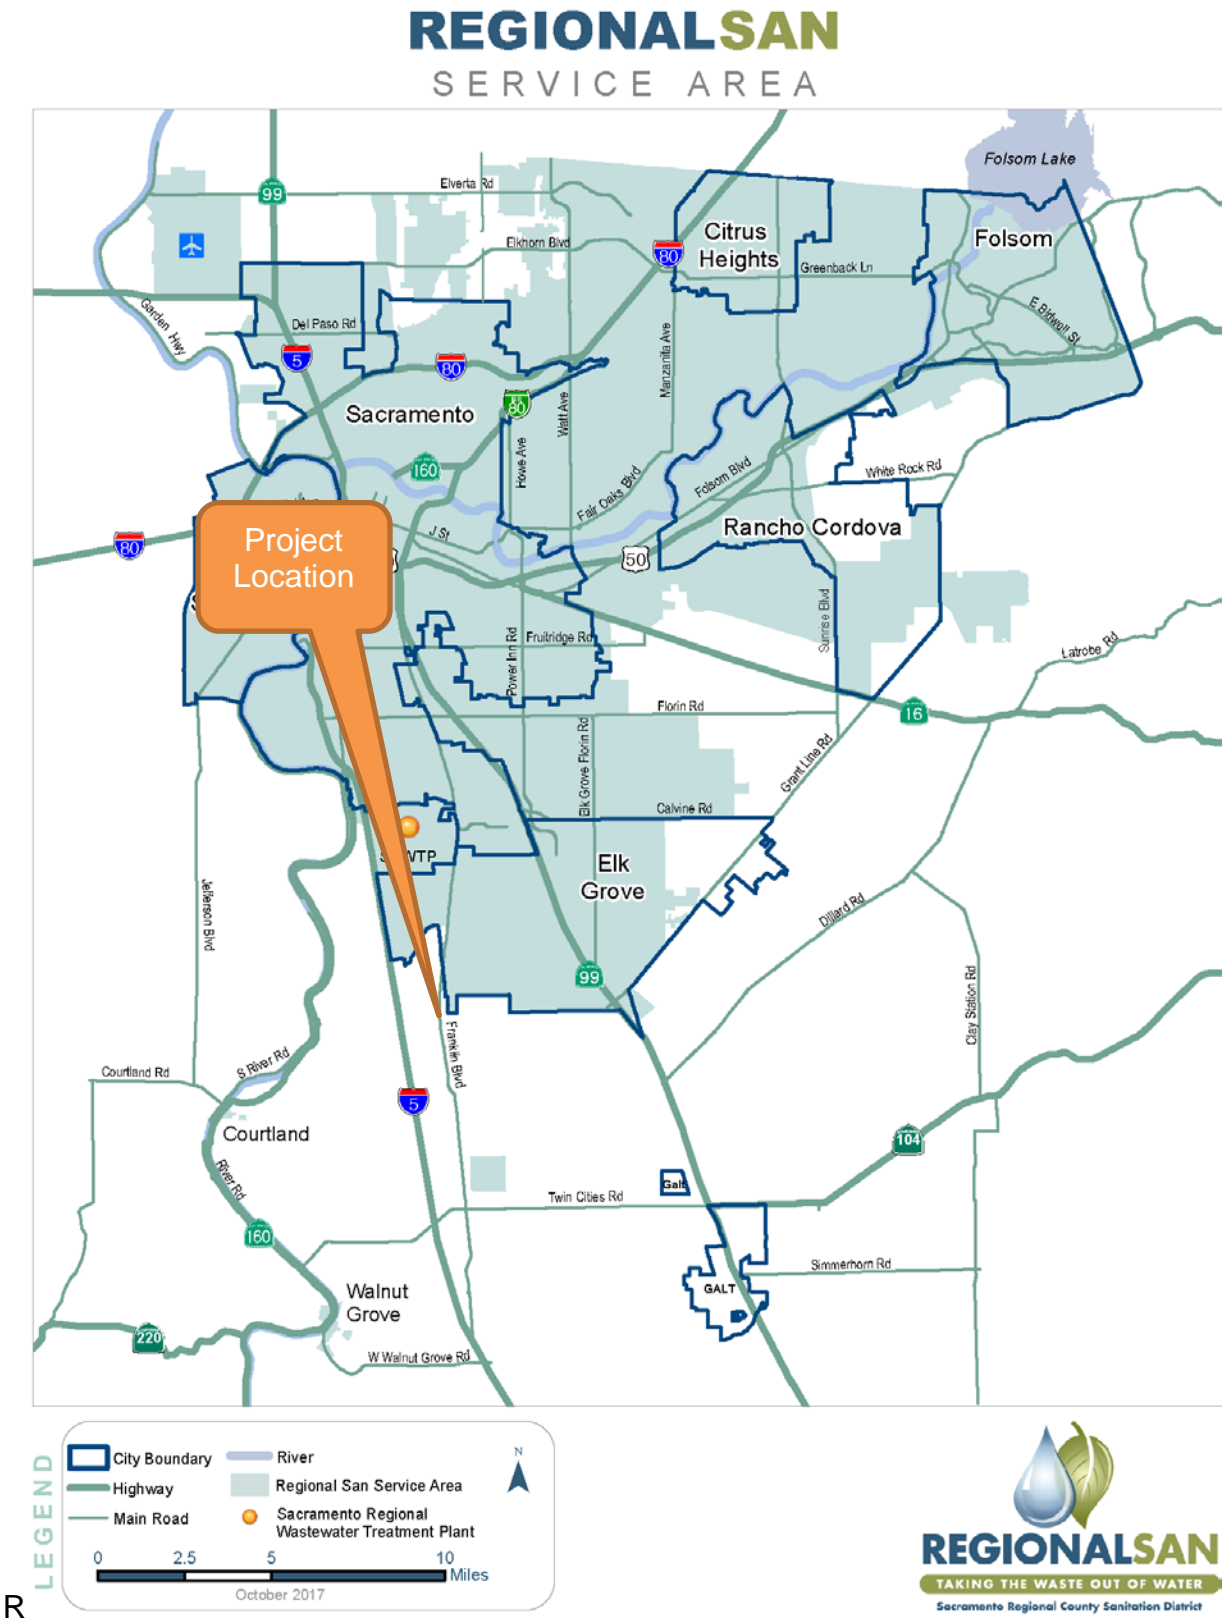 REGIONALSAN
SERVICE AREA
Folsom Lake
99
Elverta Rd
Citrus
Heights
Folsom
Elkhorn Blvd
80
Greenback Ln
Garden Hwy
Del Paso Rd
E Bidwell St
5
80
Manzanita Ave
80
Watt Ave
Sacramento
160
Howe Ave
Fair Oaks Blvd
Folsom Blvd
White Rock Rd
Rancho Cordova
J St
80
50
Project
Location
Sunrise Blvd
Fruitridge Rd
Power Inn Rd
Latrobe Rd
Florin Rd
16
Elk Grove Florin Rd
Grant Line Rd
Calvine Rd
WTP
Elk
Grove
Jefferson Blvd
Dillard Rd
99
Clay Station Rd
Franklin Blvd
S River Rd
Courtland Rd
5
Courtland
104
River Rd
Galt
Twin Cities Rd
160
Simmerhorn Rd
GALT
Walnut
Grove
220
W Walnut Grove Rd
LEGEND
City Boundary
River
N
Highway
Regional San Service Area
Main Road
Sacramento Regional
Wastewater Treatment Plant
0 2.5 5 10
Miles
October 2017
REGIONALSAN
TAKING THE WASTE OUT OF WATER
Sacramento Regional County Sanitation District
R